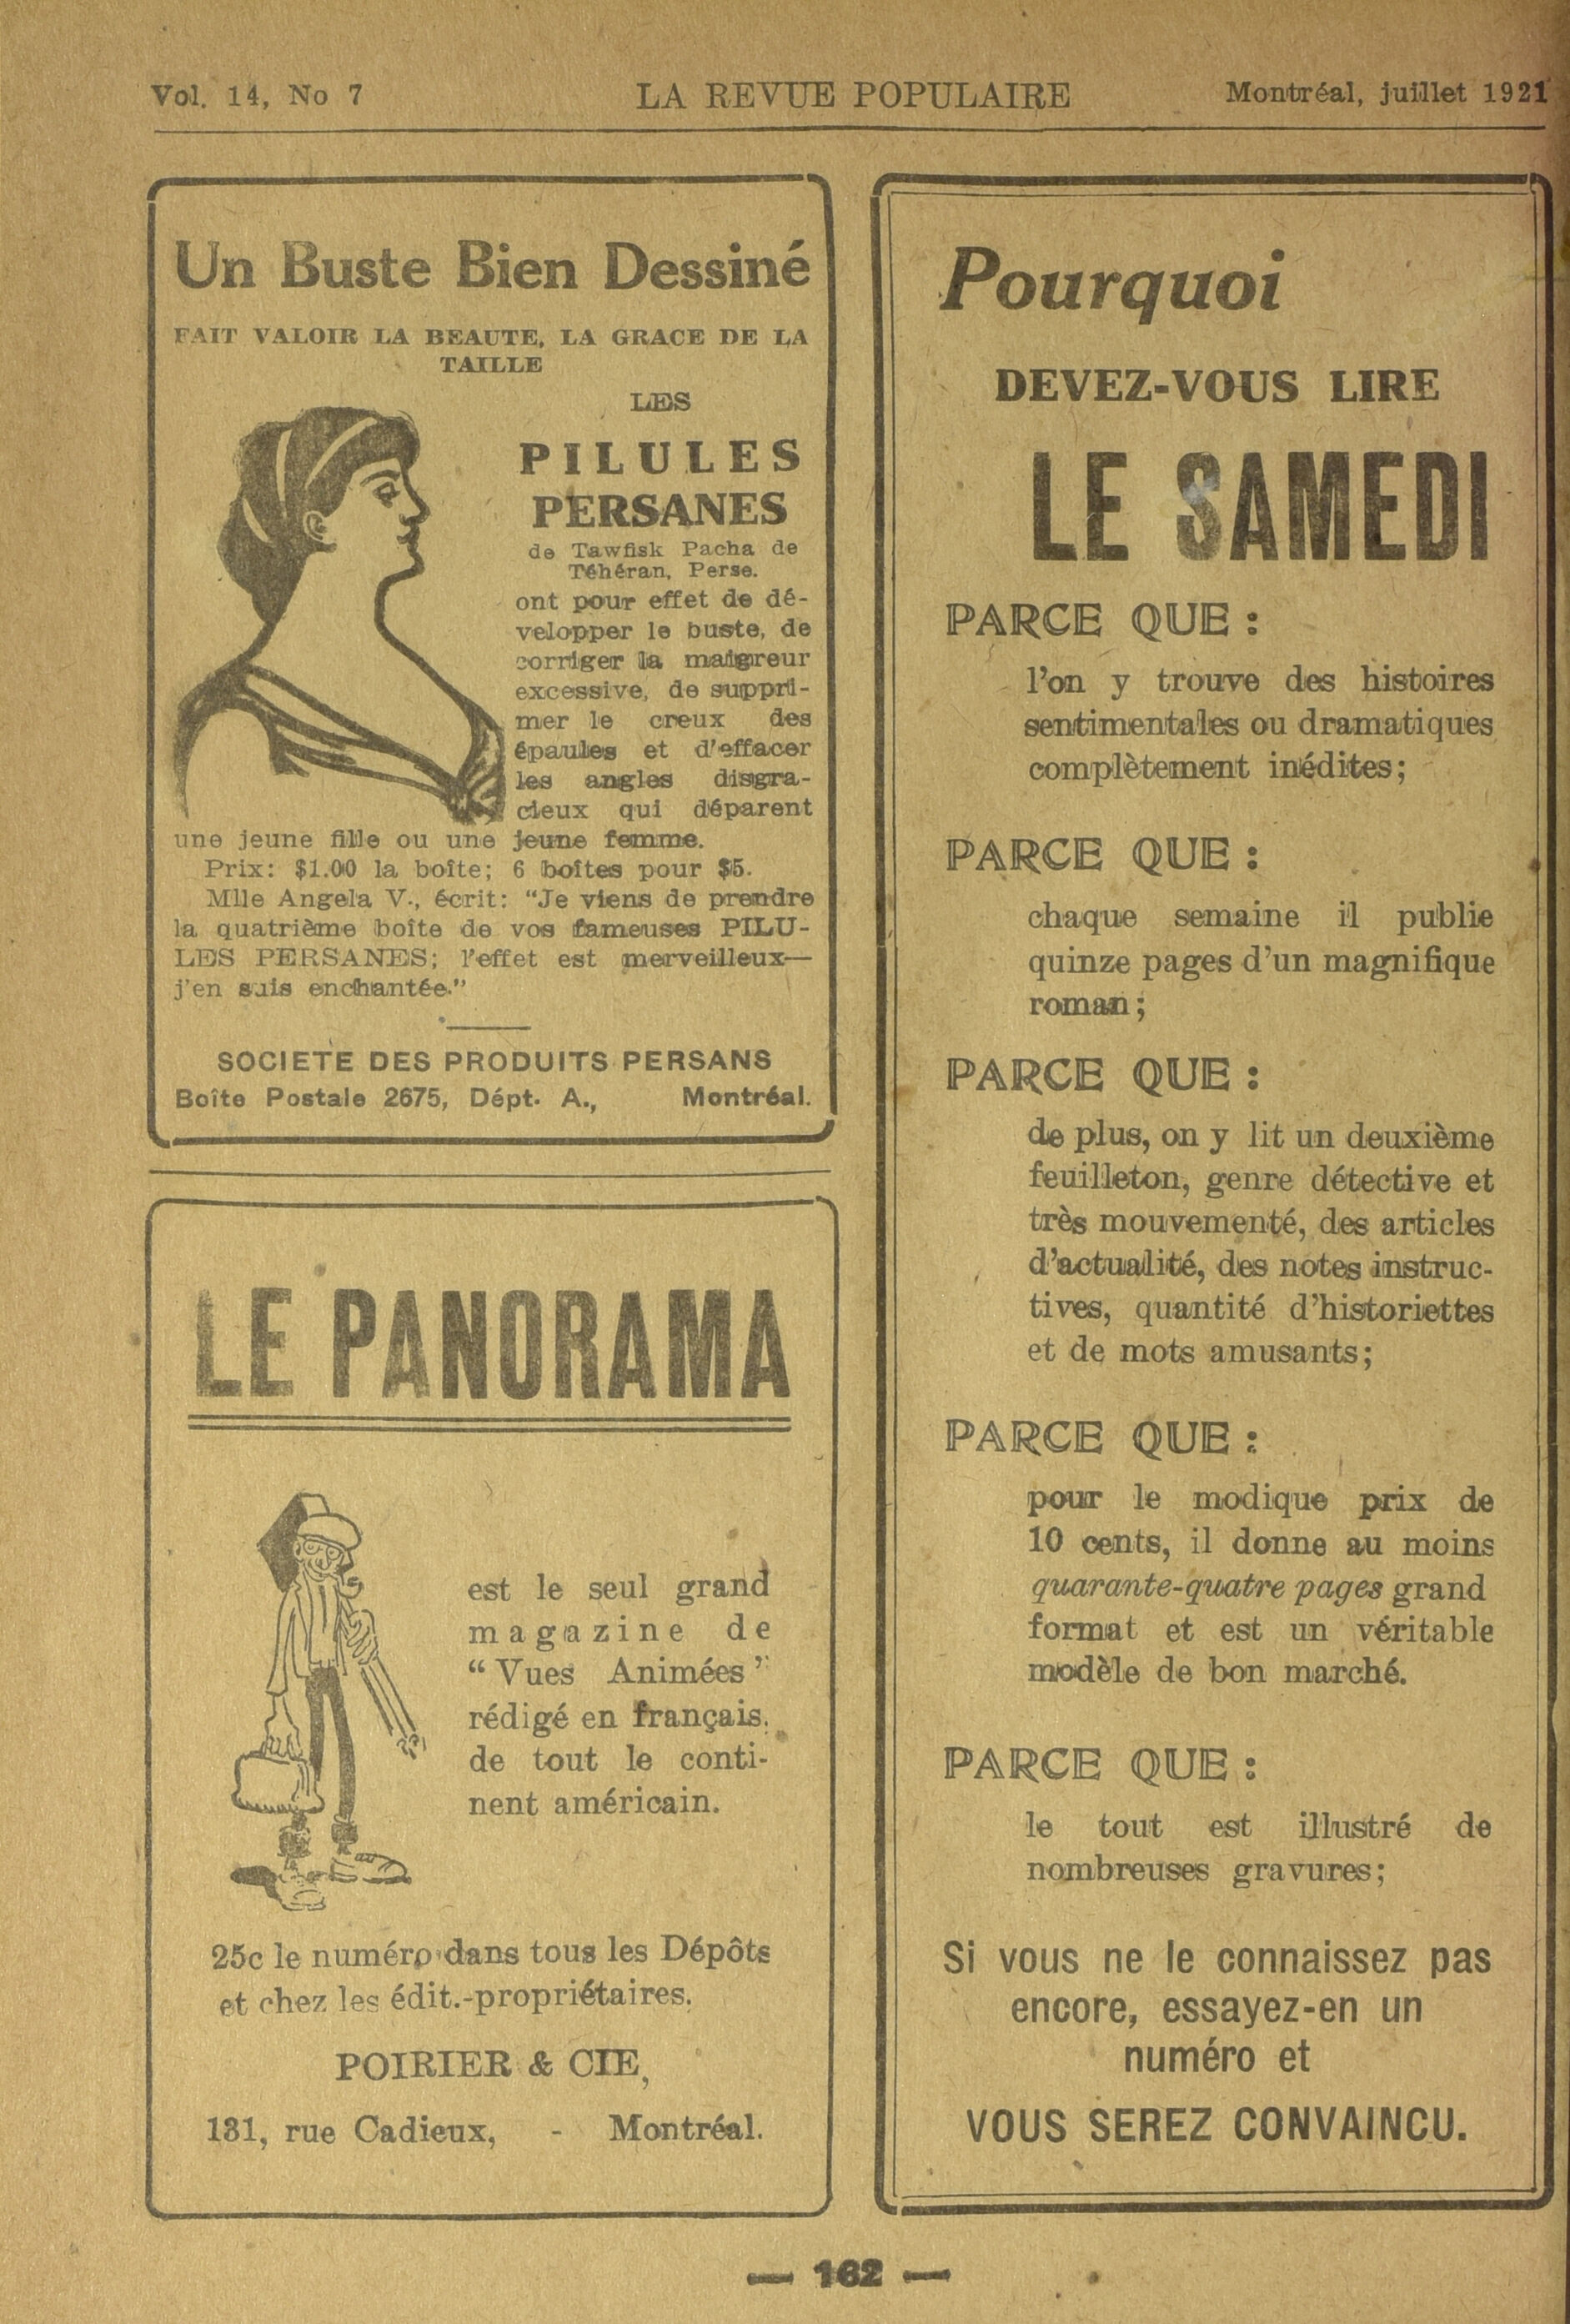 Vol. 14, No 7
LA REVUE POPULAIRE
Montréal, juillet 1921
Un Buste Bien Dessiné
FAIT VALOIR LA BEAUTE, LA GRACE DE LA
TAILLE
LES
PILULES
PERSANES
de Tawfisk Pacha de
Téhéran, Perse.
ont pour effet de dé-
velopper le buste, de
corriger la maigreur
excessive, de suppri-
mer le creux des
épaules et d'effacer
les angles disgra-
cieux qui déparent
une jeune fille ou une jeune femme.
Prix: $1.00 la boîte; 6 boîtes pour $5.
Mlle Angela V., écrit: "Je viens de prendre
la quatrième boîte de vos fameuses PILU-
LES PERSANES; l'effet est merveilleux—
j'en suis enchantée."
SOCIETE DES PRODUITS PERSANS
Boîte Postale 2675, Dépt. A., Montréal.
LE PANORAMA
est le seul grand
magazine de
"Vues Animées"
rédigé en français,
de tout le conti-
nent américain.
25c le numéro dans tous les Dépôts
et chez les édit.-propriétaires.
POIRIER & CIE,
131, rue Cadieux, - Montréal.
Pourquoi
DEVEZ-VOUS LIRE
LE SAMEDI
PARCE QUE:
l'on y trouve des histoires
sentimentales ou dramatiques
complètement inédites;
PARCE QUE:
chaque semaine il publie
quinze pages d'un magnifique
roman;
PARCE QUE:
de plus, on y lit un deuxième
feuilleton, genre détective et
très mouvementé, des articles
d'actualité, des notes instruc-
tives, quantité d'historiettes
et de mots amusants;
PARCE QUE:
pour le modique prix de
10 cents, il donne au moins
quarante-quatre pages grand
format et est un véritable
modèle de bon marché.
PARCE QUE:
le tout est illustré de
nombreuses gravures;
Si vous ne le connaissez pas
encore, essayez-en un
numéro et
VOUS SEREZ CONVAINCU.
— 162 —